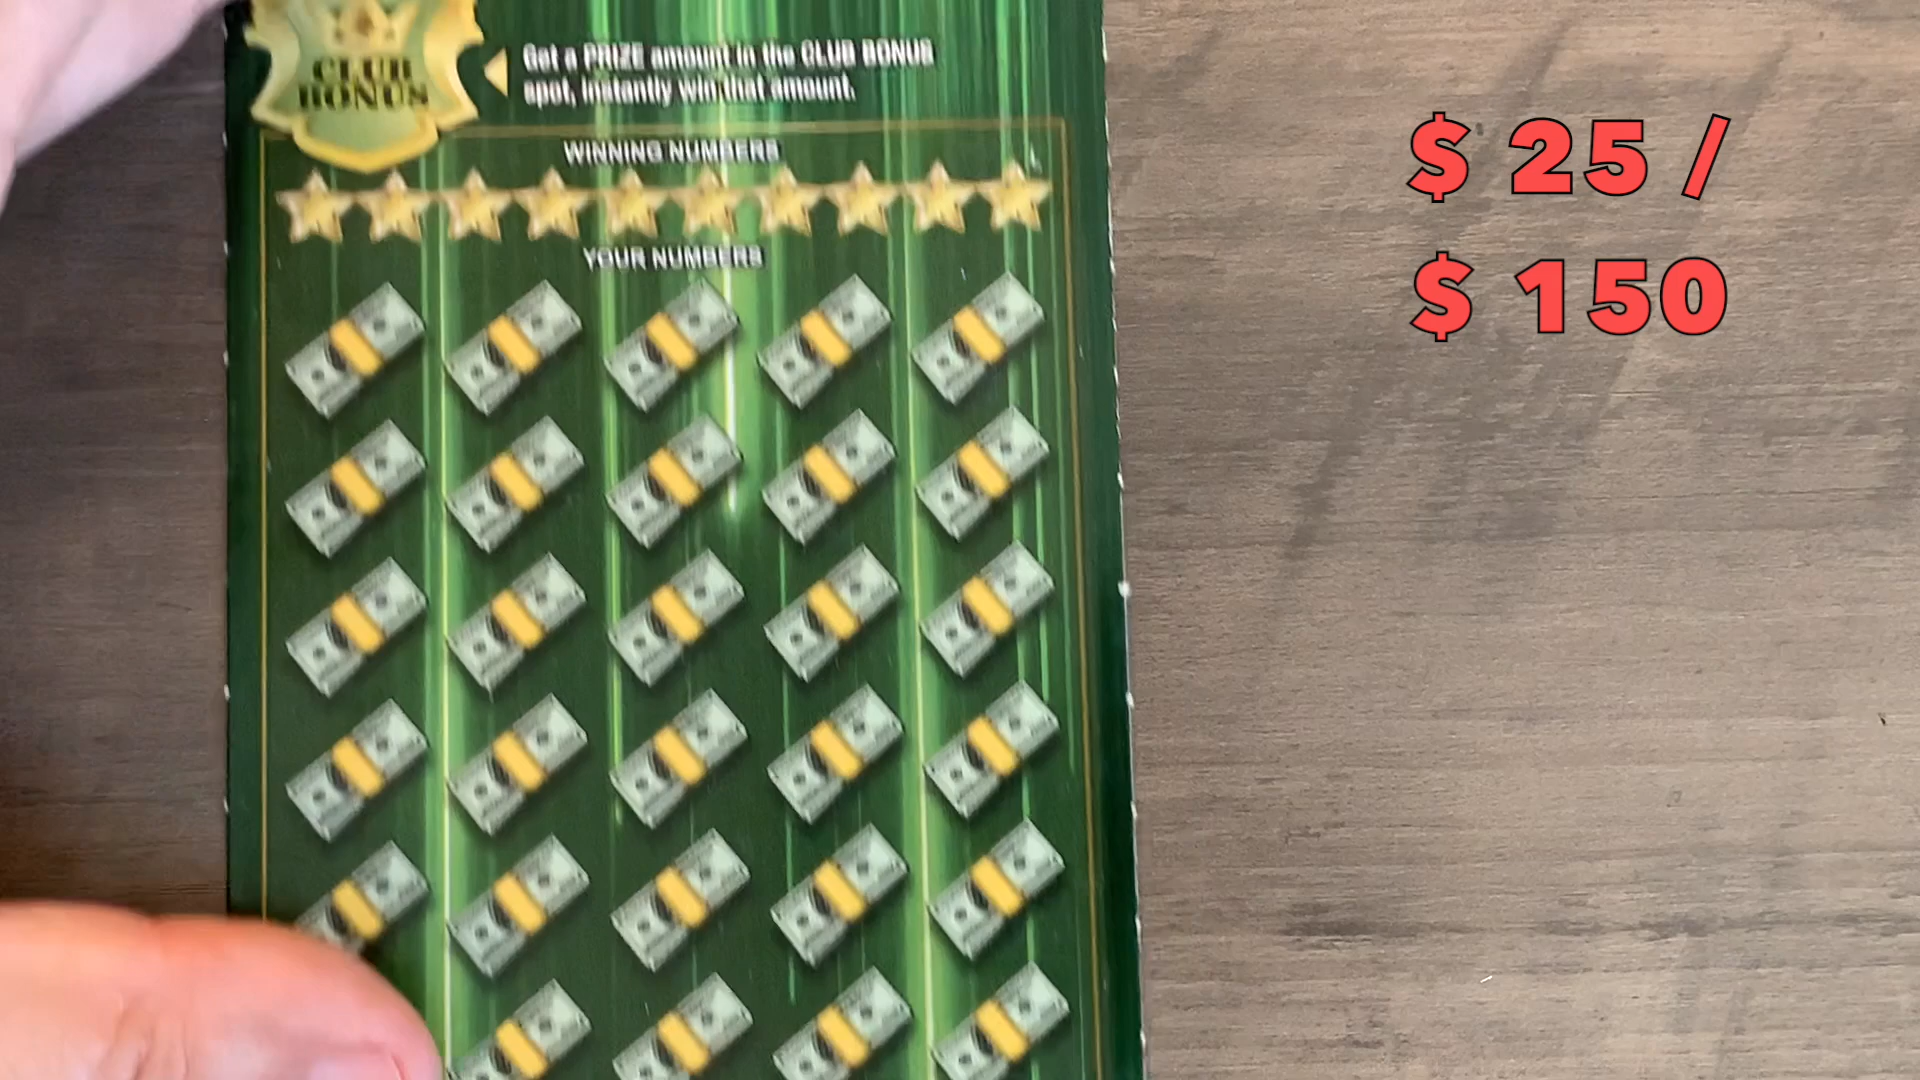 CLUB
BONUS
Get a PRIZE amount in the CLUB BONUS
spot, instantly win that amount.
WINNING NUMBERS
YOUR NUMBERS
$ 25 /
$ 150